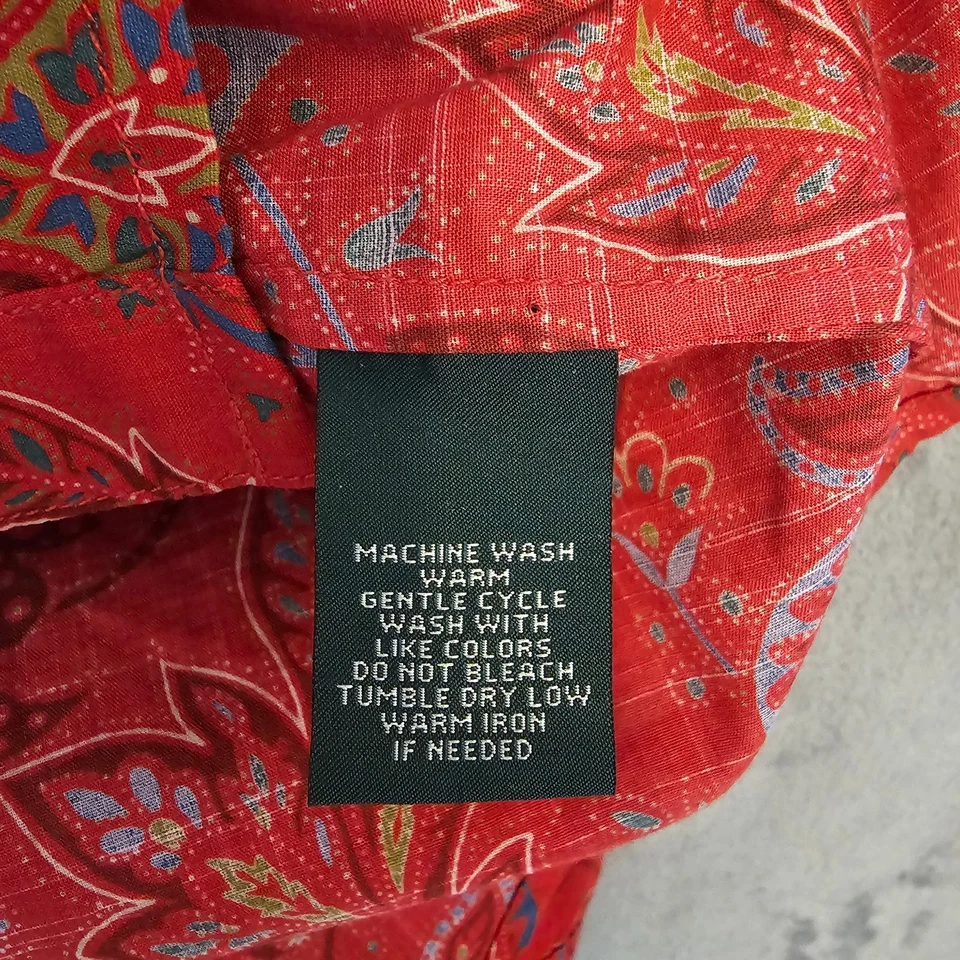 MACHINE WASH
WARM
GENTLE CYCLE
WASH WITH
LIKE COLORS
DO NOT BLEACH
TUMBLE DRY LOW
WARM IRON
IF NEEDED